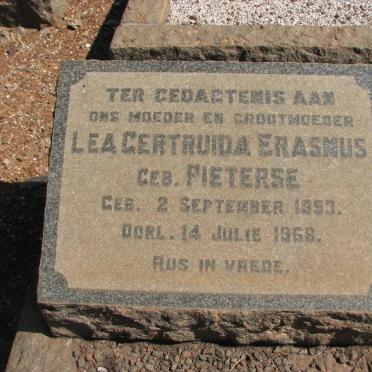 TER GEDAGTENIS AAN
ONS MOEDER EN GROOTMOEDER
LEA GERTRUIDA ERASMUS
GEB. PIETERSE
GEB. 2 SEPTEMBER 1893.
OORL. 14 JULIE 1966.
RUS IN VREDE.